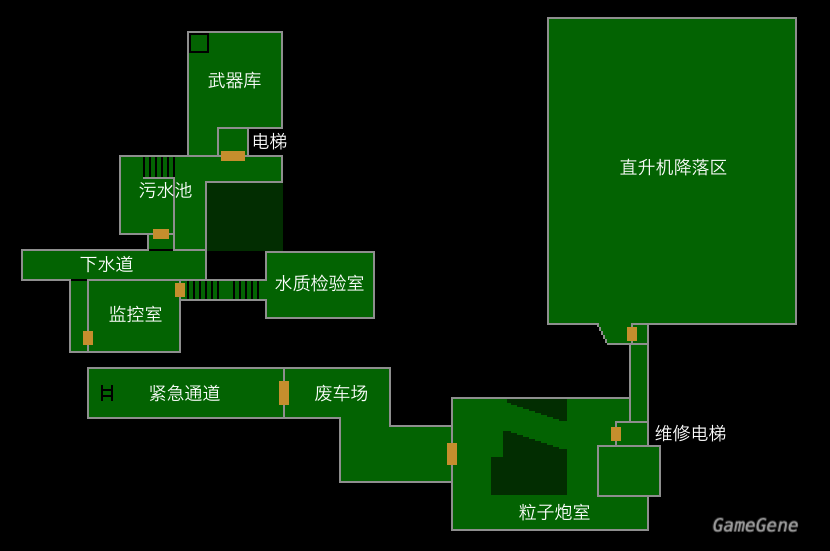 武器库
电梯
直升机降落区
污水池
下水道
水质检验室
监控室
紧急通道
废车场
维修电梯
粒子炮室
GameGene